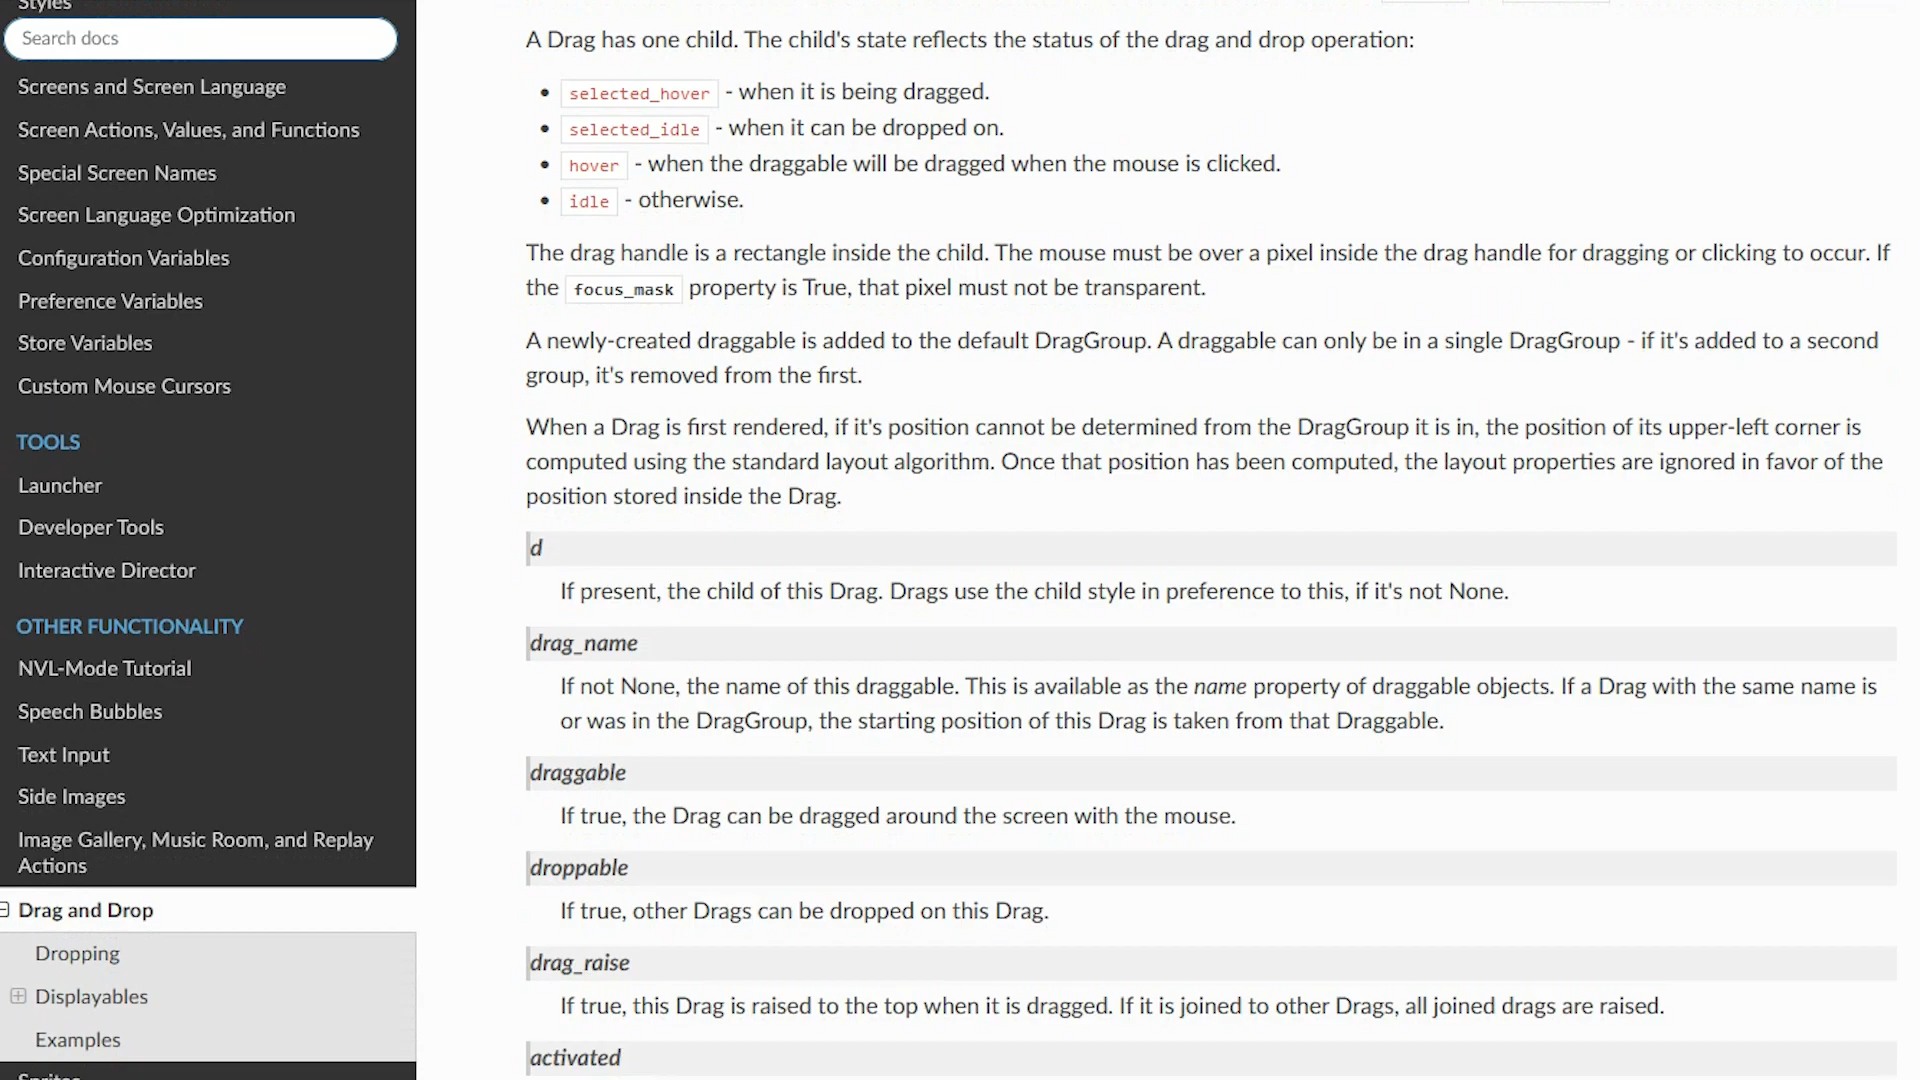 Styles
Search docs
Screens and Screen Language
Screen Actions, Values, and Functions
Special Screen Names
Screen Language Optimization
Configuration Variables
Preference Variables
Store Variables
Custom Mouse Cursors
TOOLS
Launcher
Developer Tools
Interactive Director
OTHER FUNCTIONALITY
NVL-Mode Tutorial
Speech Bubbles
Text Input
Side Images
Image Gallery, Music Room, and Replay
Actions
Drag and Drop
Dropping
Displayables
Examples
Sprites
A Drag has one child. The child's state reflects the status of the drag and drop operation:
• selected_hover - when it is being dragged.
• selected_idle - when it can be dropped on.
• hover - when the draggable will be dragged when the mouse is clicked.
• idle - otherwise.
The drag handle is a rectangle inside the child. The mouse must be over a pixel inside the drag handle for dragging or clicking to occur. If
the focus_mask property is True, that pixel must not be transparent.
A newly-created draggable is added to the default DragGroup. A draggable can only be in a single DragGroup - if it's added to a second
group, it's removed from the first.
When a Drag is first rendered, if it's position cannot be determined from the DragGroup it is in, the position of its upper-left corner is
computed using the standard layout algorithm. Once that position has been computed, the layout properties are ignored in favor of the
position stored inside the Drag.
d
If present, the child of this Drag. Drags use the child style in preference to this, if it's not None.
drag_name
If not None, the name of this draggable. This is available as the name property of draggable objects. If a Drag with the same name is
or was in the DragGroup, the starting position of this Drag is taken from that Draggable.
draggable
If true, the Drag can be dragged around the screen with the mouse.
droppable
If true, other Drags can be dropped on this Drag.
drag_raise
If true, this Drag is raised to the top when it is dragged. If it is joined to other Drags, all joined drags are raised.
activated